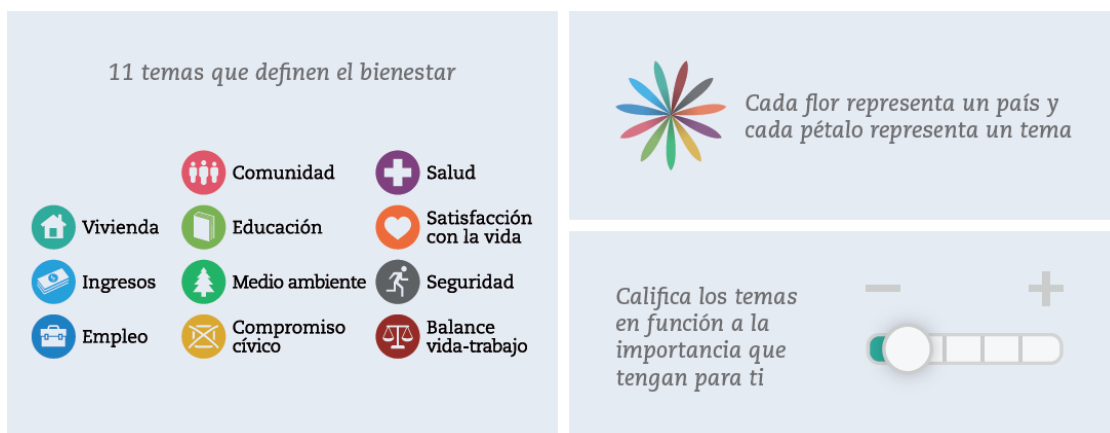 11 temas que definen el bienestar
Comunidad
Salud
Vivienda
Educación
Satisfacción
con la vida
Ingresos
Medio ambiente
Seguridad
Empleo
Compromiso
cívico
Balance
vida-trabajo
Cada flor representa un país y
cada pétalo representa un tema
Califica los temas
en función a la
importancia que
tengan para ti